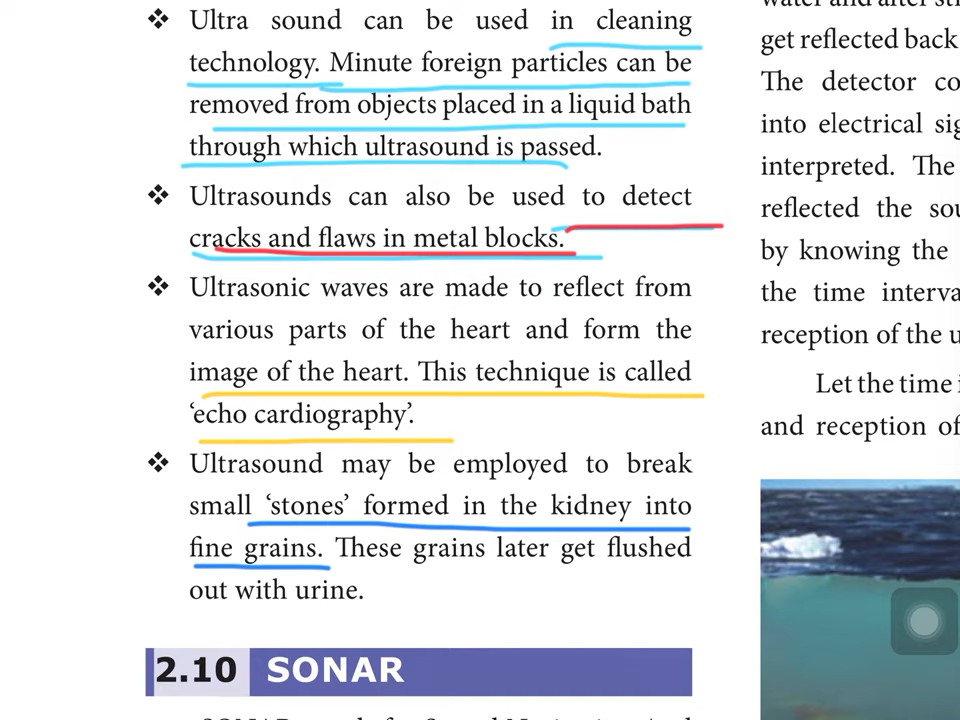 ❖ Ultra sound can be used in cleaning
technology. Minute foreign particles can be
removed from objects placed in a liquid bath
through which ultrasound is passed.
❖ Ultrasounds can also be used to detect
cracks and flaws in metal blocks.
❖ Ultrasonic waves are made to reflect from
various parts of the heart and form the
image of the heart. This technique is called
‘echo cardiography’.
❖ Ultrasound may be employed to break
small ‘stones’ formed in the kidney into
fine grains. These grains later get flushed
out with urine.
2.10 SONAR
get reflected back
The detector
into electrical
interpreted. The
reflected the
by knowing the
the time
reception of the
Let the time
and reception of